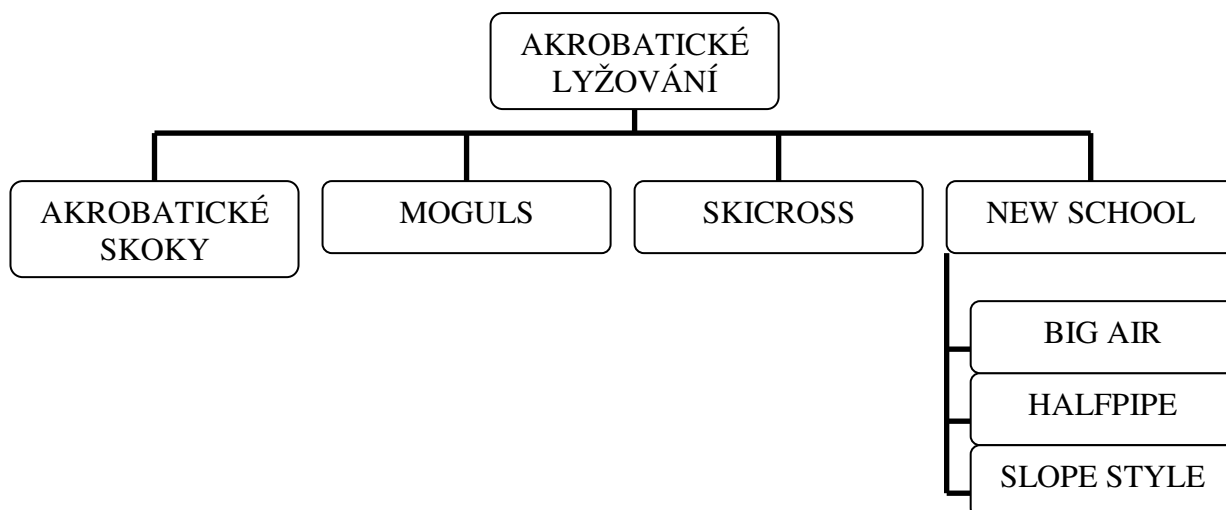 AKROBATICKÉ
LYŽOVÁNÍ
AKROBATICKÉ
SKOKY
MOGULS
SKICROSS
NEW SCHOOL
BIG AIR
HALFPIPE
SLOPE STYLE